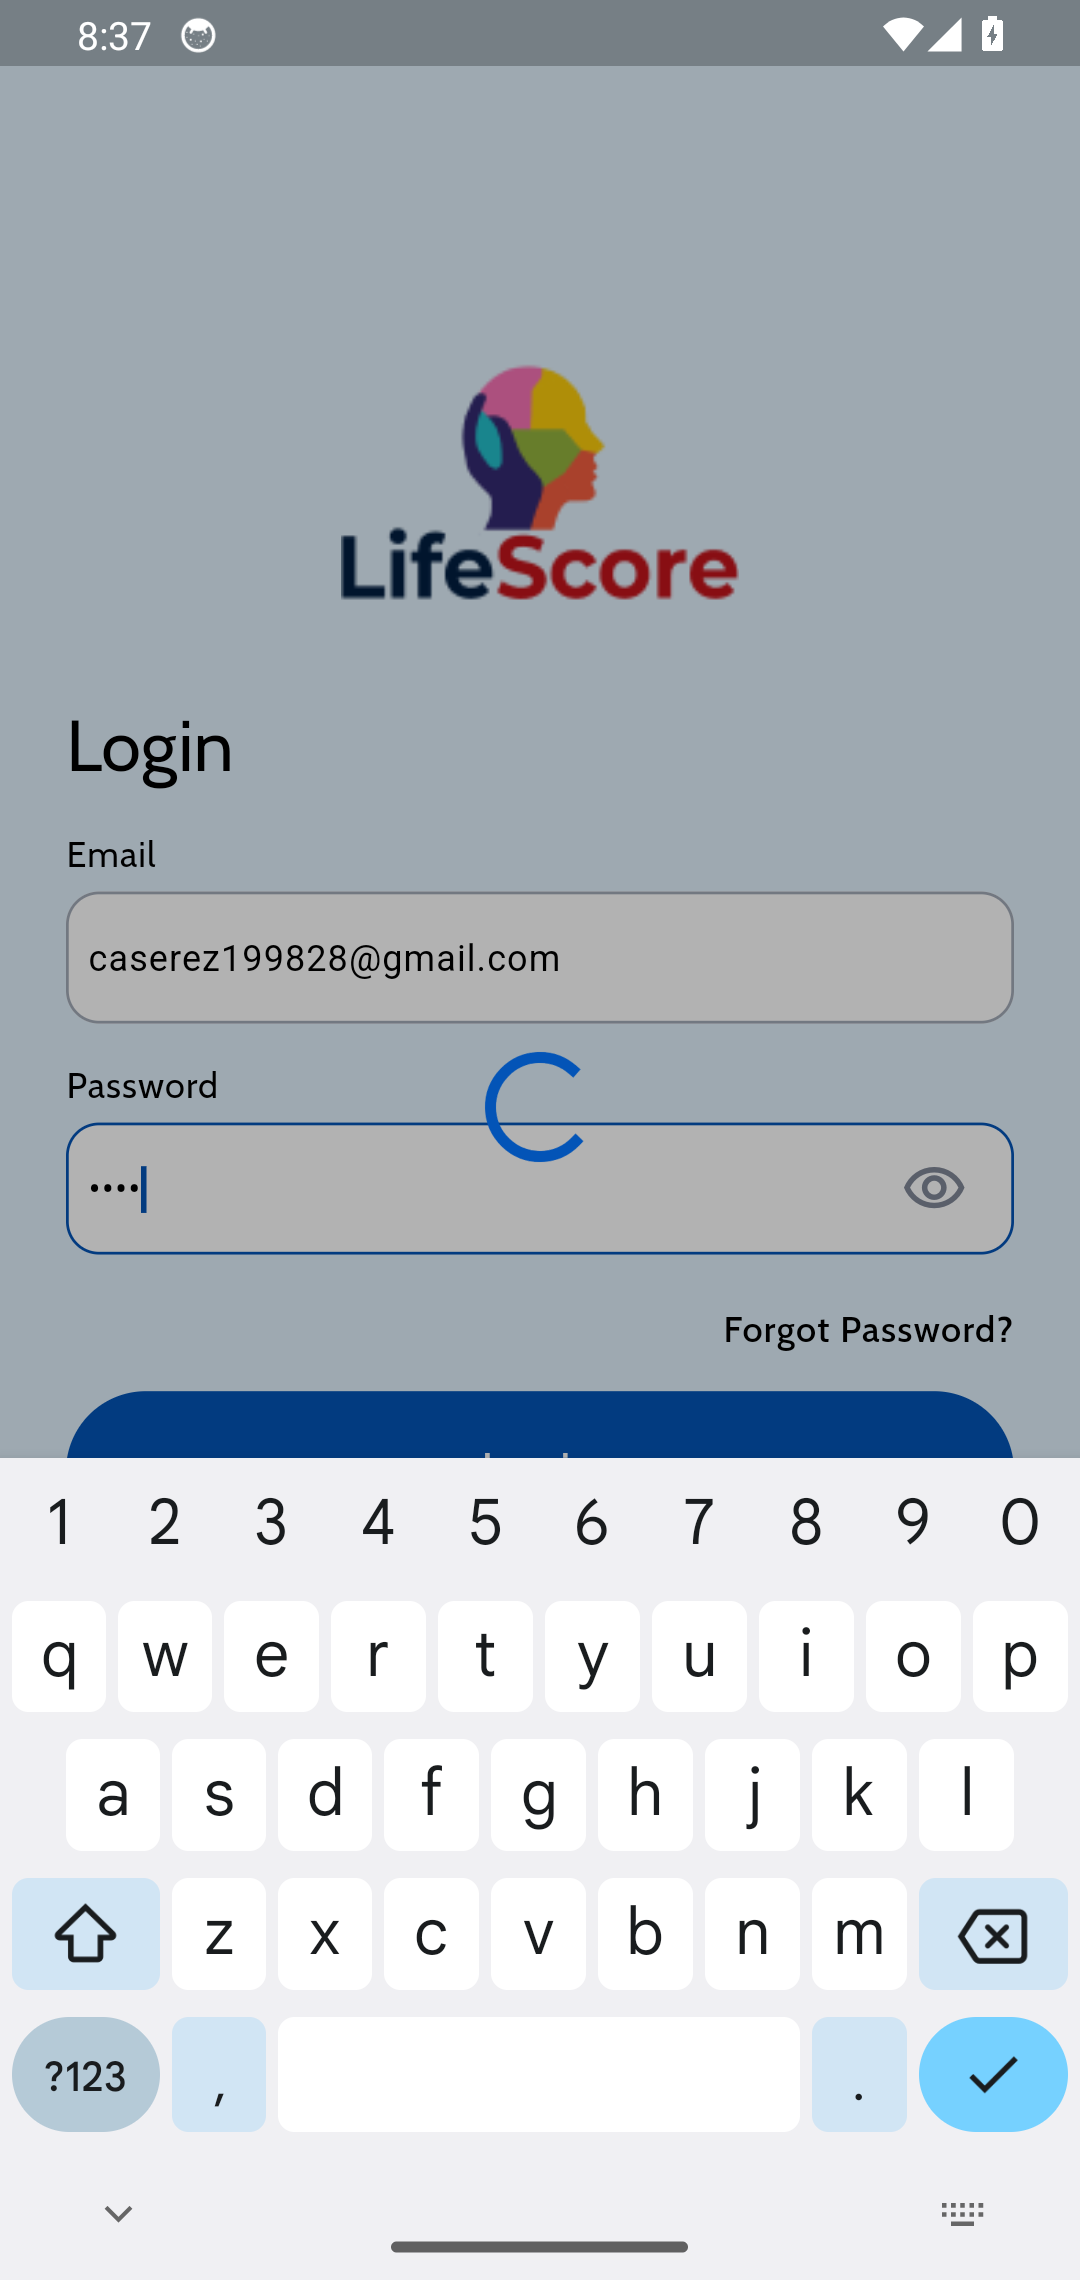 8:37
LifeScore
Login
Email
caserez199828@gmail.com
Password
••••
Forgot Password?
1 2 3 4 5 6 7 8 9 0
q w e r t y u i o p
a s d f g h j k l
z x c v b n m
?123 , .